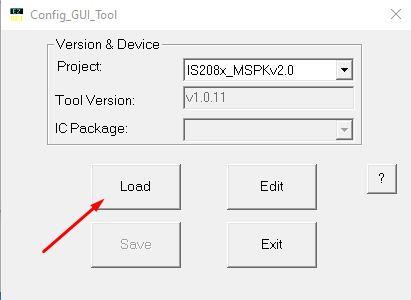 Config_GUI_Tool
Version & Device
Project: IS208x_MSPKv2.0
Tool Version: v1.0.11
IC Package:
Load Edit ?
Save Exit